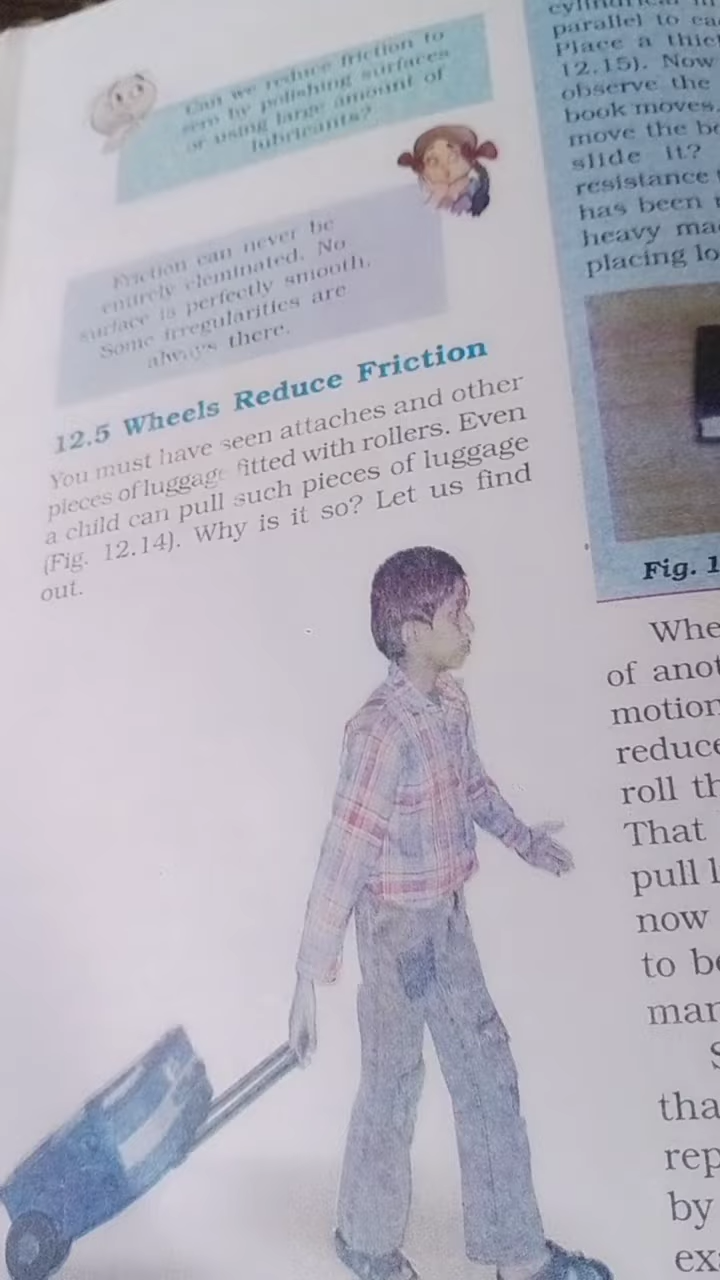 Can we reduce friction to
zero by polishing surfaces
or using large amount of
lubricants?
Friction can never be
entirely eleminated. No
surface is perfectly smooth.
Some irregularities are
always there.
12.5 Wheels Reduce Friction
You must have seen attaches and other
pieces of luggage fitted with rollers. Even
a child can pull such pieces of luggage
(Fig. 12.14). Why is it so? Let us find
out.
parallel to ea
Place a thic
12.15). Now
observe the
book moves.
move the bo
slide it?
resistance
has been
heavy ma
placing lo
Fig. 1
Whe
of anot
motion
reduce
roll th
That
pull l
now
to be
mar
S
tha
rep
by
exa